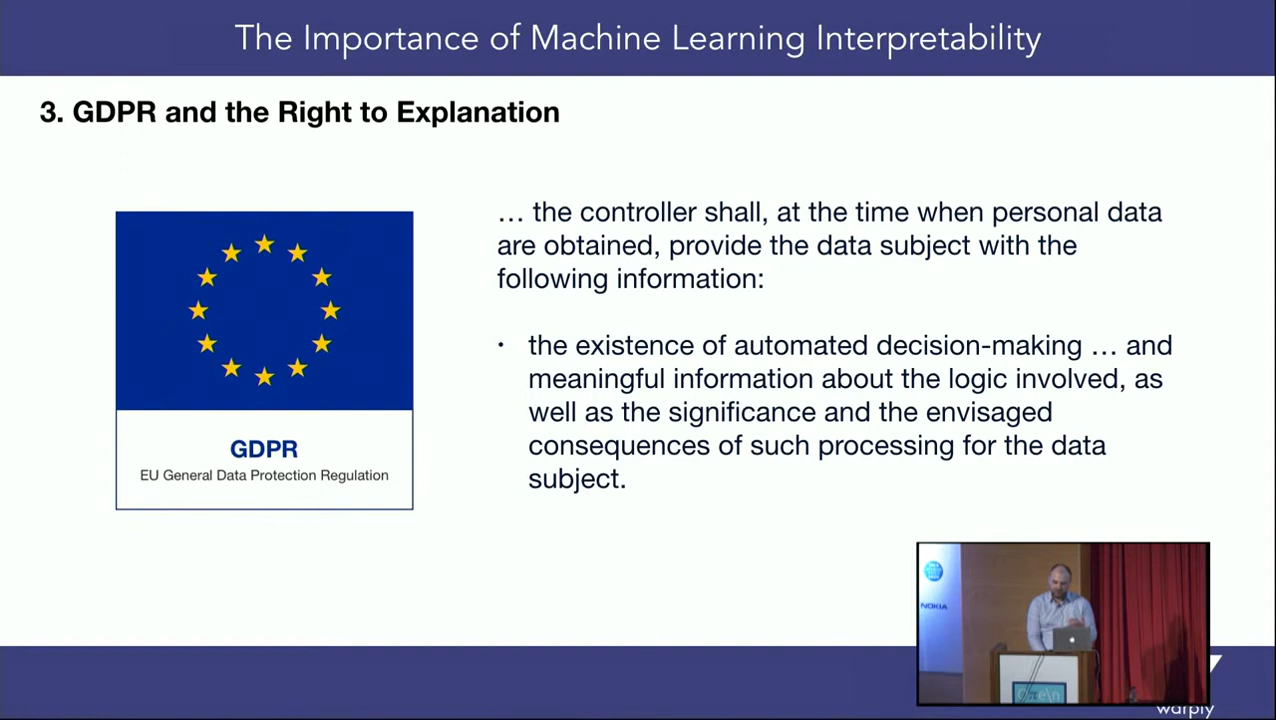 The Importance of Machine Learning Interpretability
3. GDPR and the Right to Explanation
… the controller shall, at the time when personal data
are obtained, provide the data subject with the
following information:
• the existence of automated decision-making … and
meaningful information about the logic involved, as
well as the significance and the envisaged
consequences of such processing for the data
subject.
GDPR
EU General Data Protection Regulation
NOKIA
warply